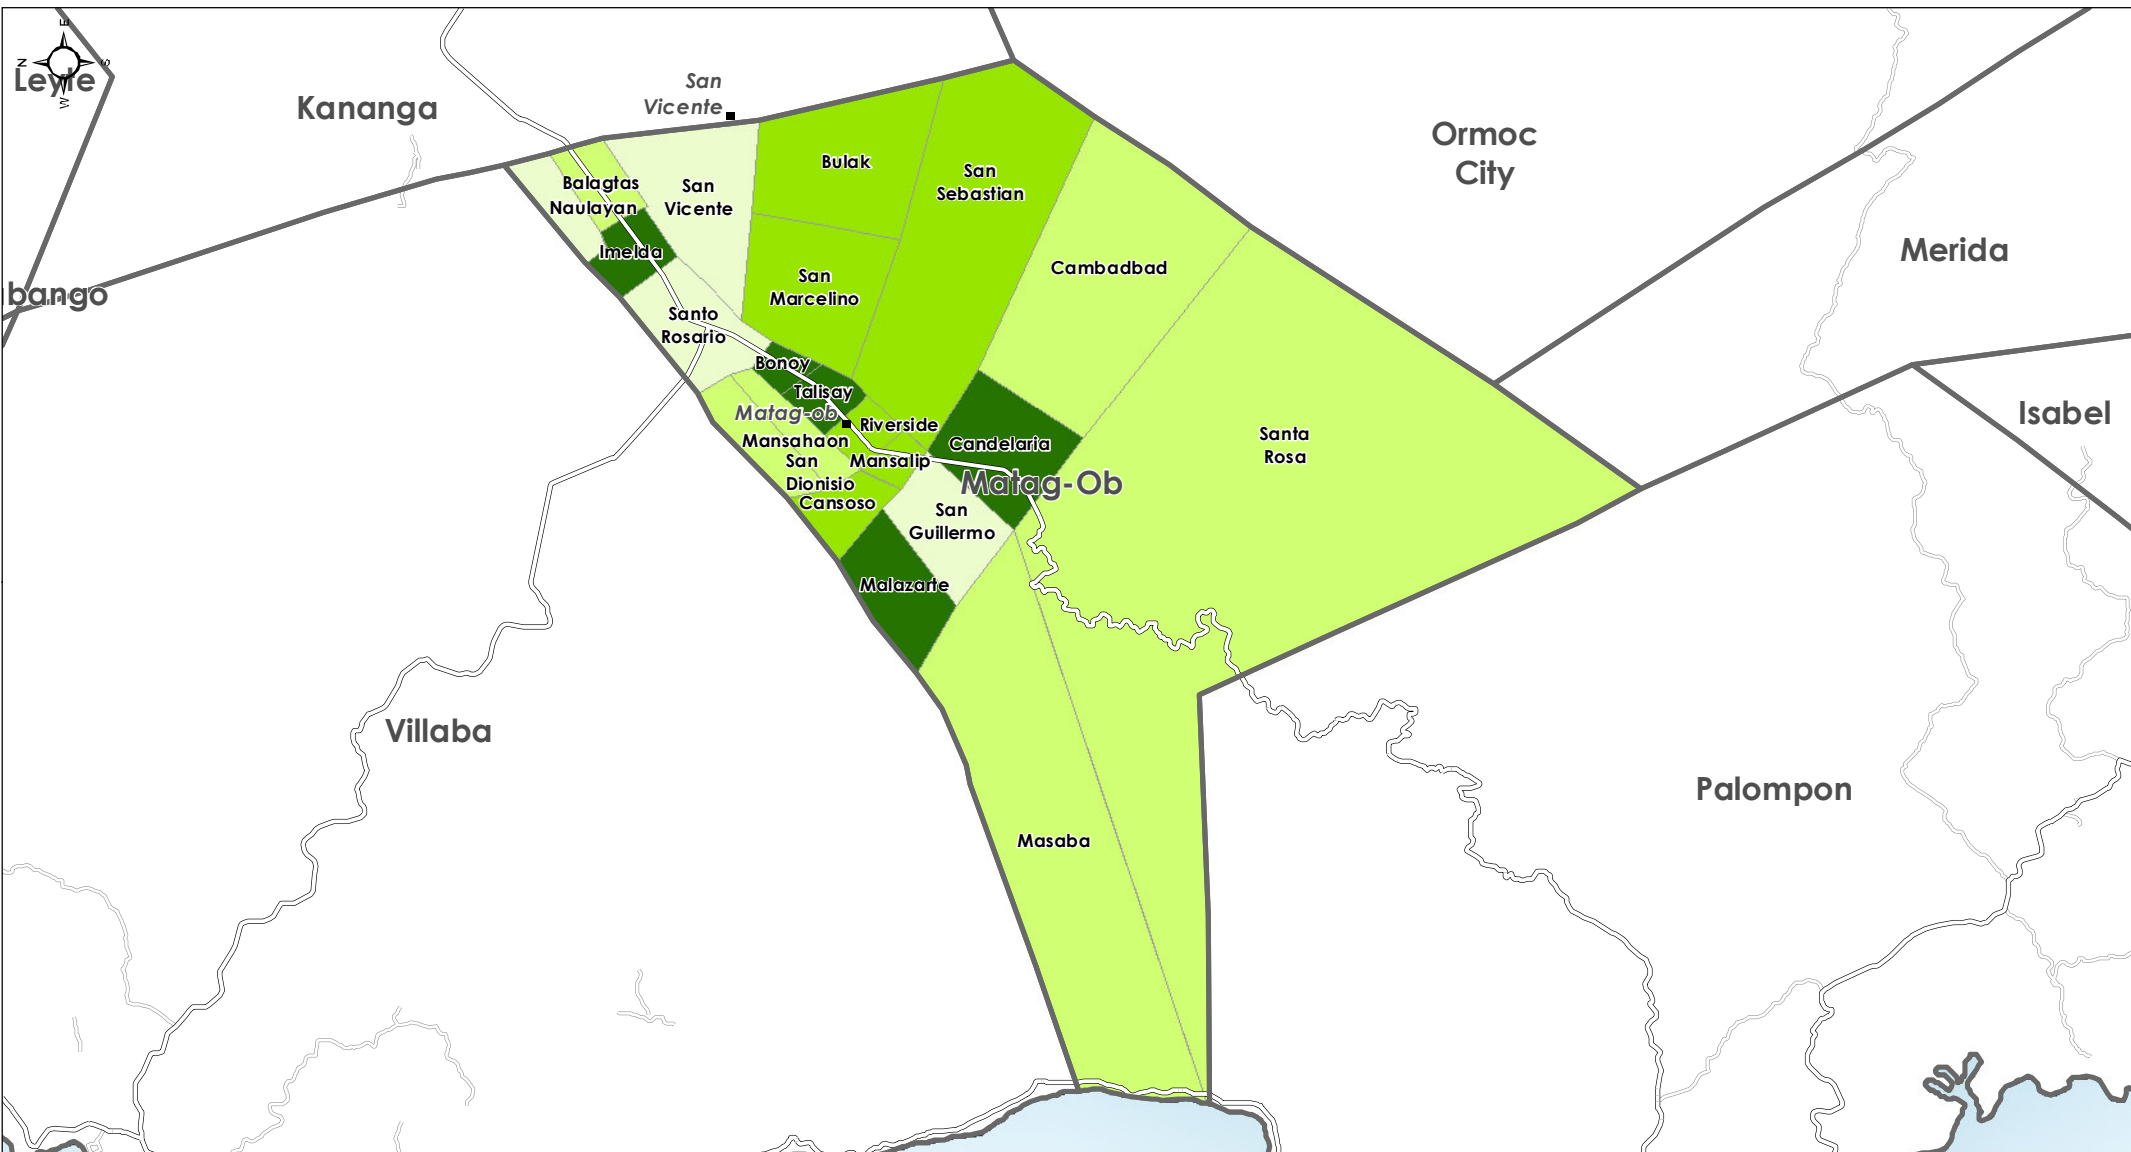 E
N
S
W
Leyte
Kananga
San
Vicente
Ormoc
City
Merida
Isabel
Bulak
San
Sebastian
Balagtas
Naulayan
San
Vicente
Imelda
Cambadbad
San
Marcelino
Santo
Rosario
bango
Bonoy
Talisay
Matag-ob
Riverside
Mansahaon
Mansalip
Candelaria
Santa
Rosa
San
Dionisio
Cansoso
Matag-Ob
San
Guillermo
Malazarte
Villaba
Masaba
Palompon